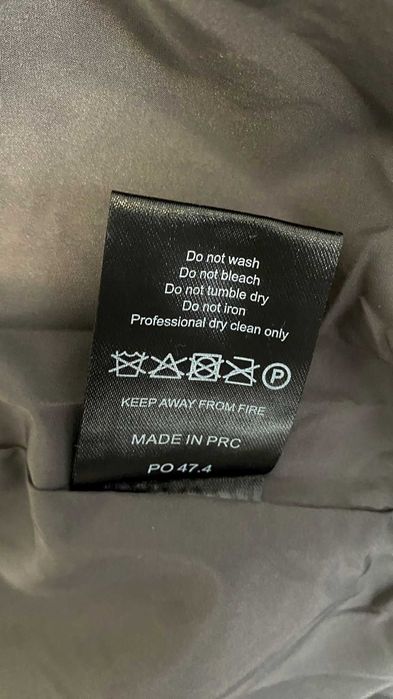 Do not wash
Do not bleach
Do not tumble dry
Do not iron
Professional dry clean only
P
KEEP AWAY FROM FIRE
MADE IN PRC
PO 47.4